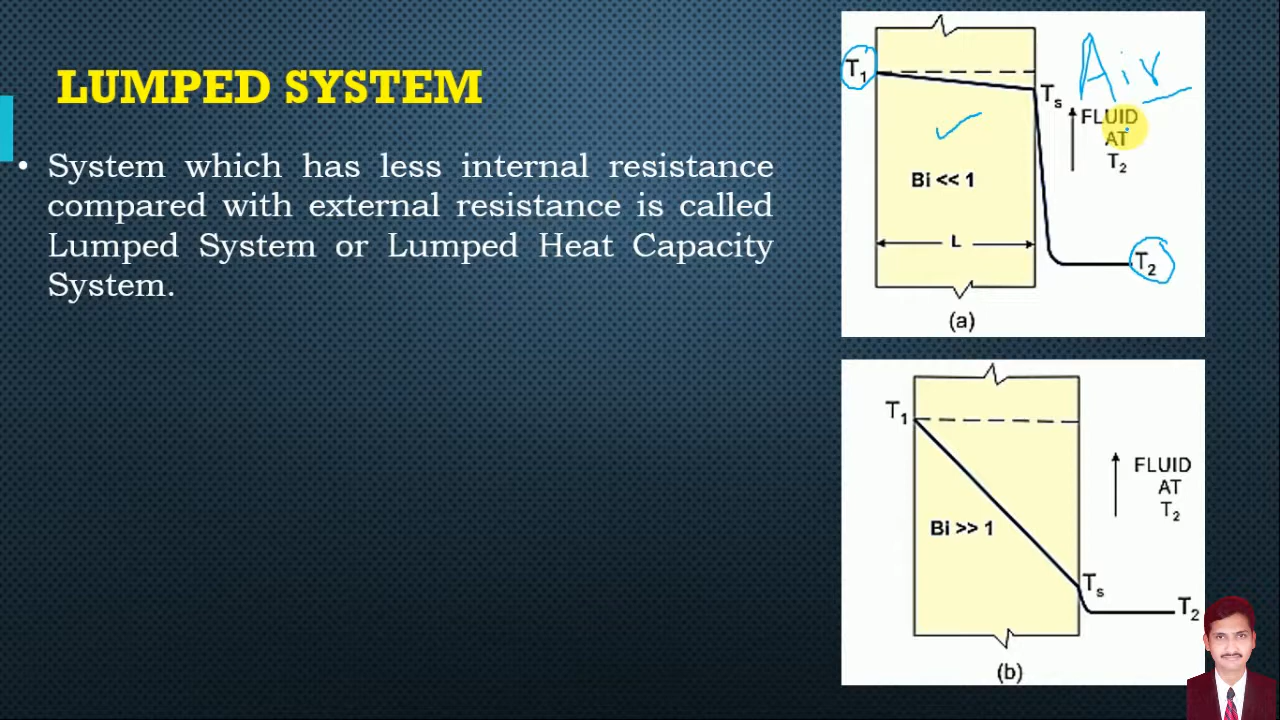 LUMPED SYSTEM
• System which has less internal resistance
compared with external resistance is called
Lumped System or Lumped Heat Capacity
System.
Air
T1
Ts
FLUID
AT
T2
Bi << 1
L
T2
(a)
T1
FLUID
AT
T2
Bi >> 1
Ts
T2
(b)